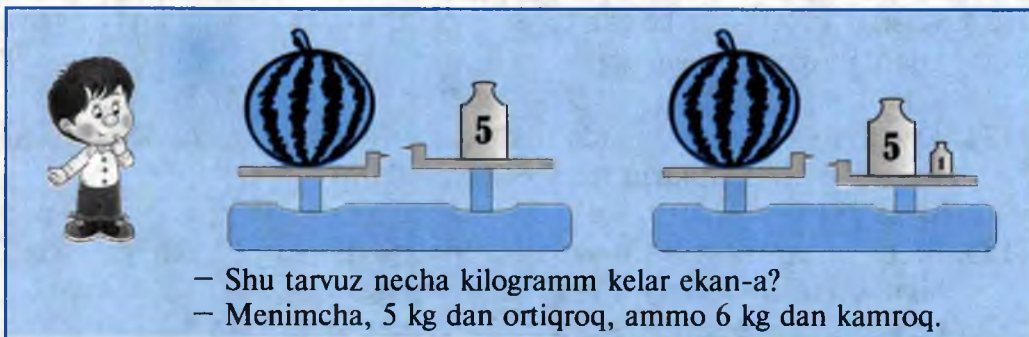 5
5
1
— Shu tarvuz necha kilogramm kelar ekan-a?
— Menimcha, 5 kg dan ortiqroq, ammo 6 kg dan kamroq.